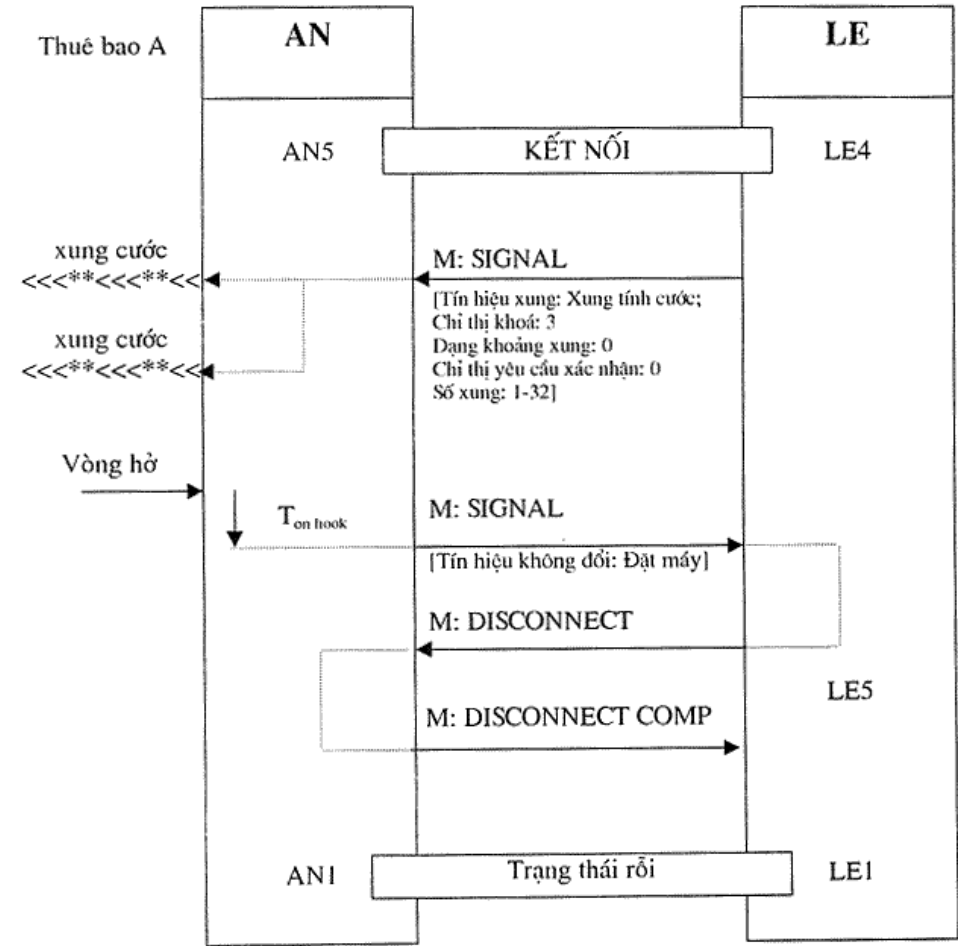 Thuê bao A
AN
LE
AN5
KẾT NỐI
LE4
xung cước
<<<**<<<**<<
M: SIGNAL
[Tín hiệu xung: Xung tính cước;
Chỉ thị khoá: 3
Dạng khoảng xung: 0
Chỉ thị yêu cầu xác nhận: 0
Số xung: 1-32]
xung cước
<<<**<<<**<<
Vòng hở
T on hook
M: SIGNAL
[Tín hiệu không đổi: Đặt máy]
M: DISCONNECT
LE5
M: DISCONNECT COMP
AN1
Trạng thái rỗi
LE1